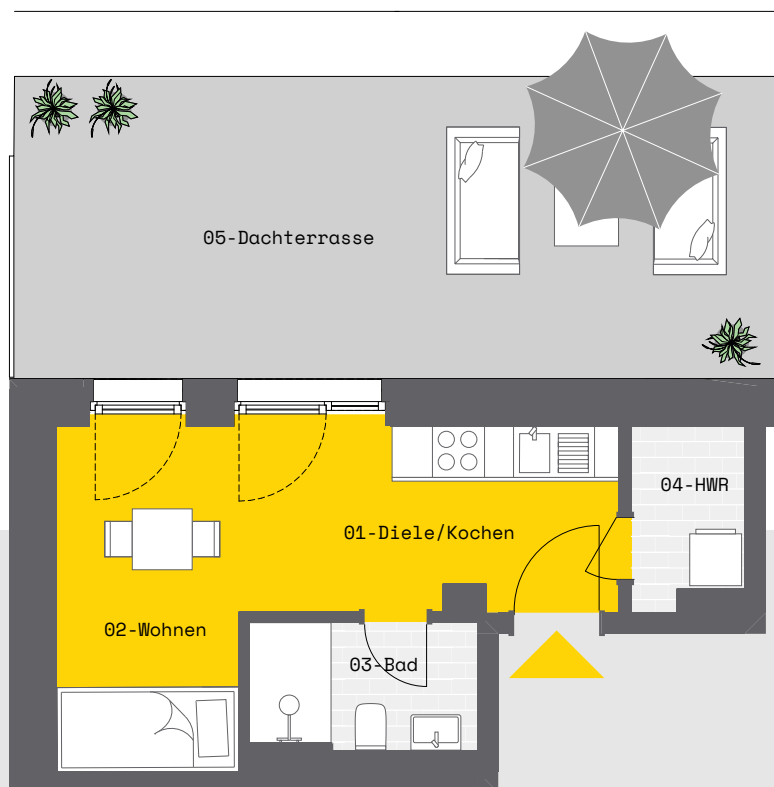 05-Dachterrasse
04-HWR
01-Diele/Kochen
02-Wohnen
03-Bad